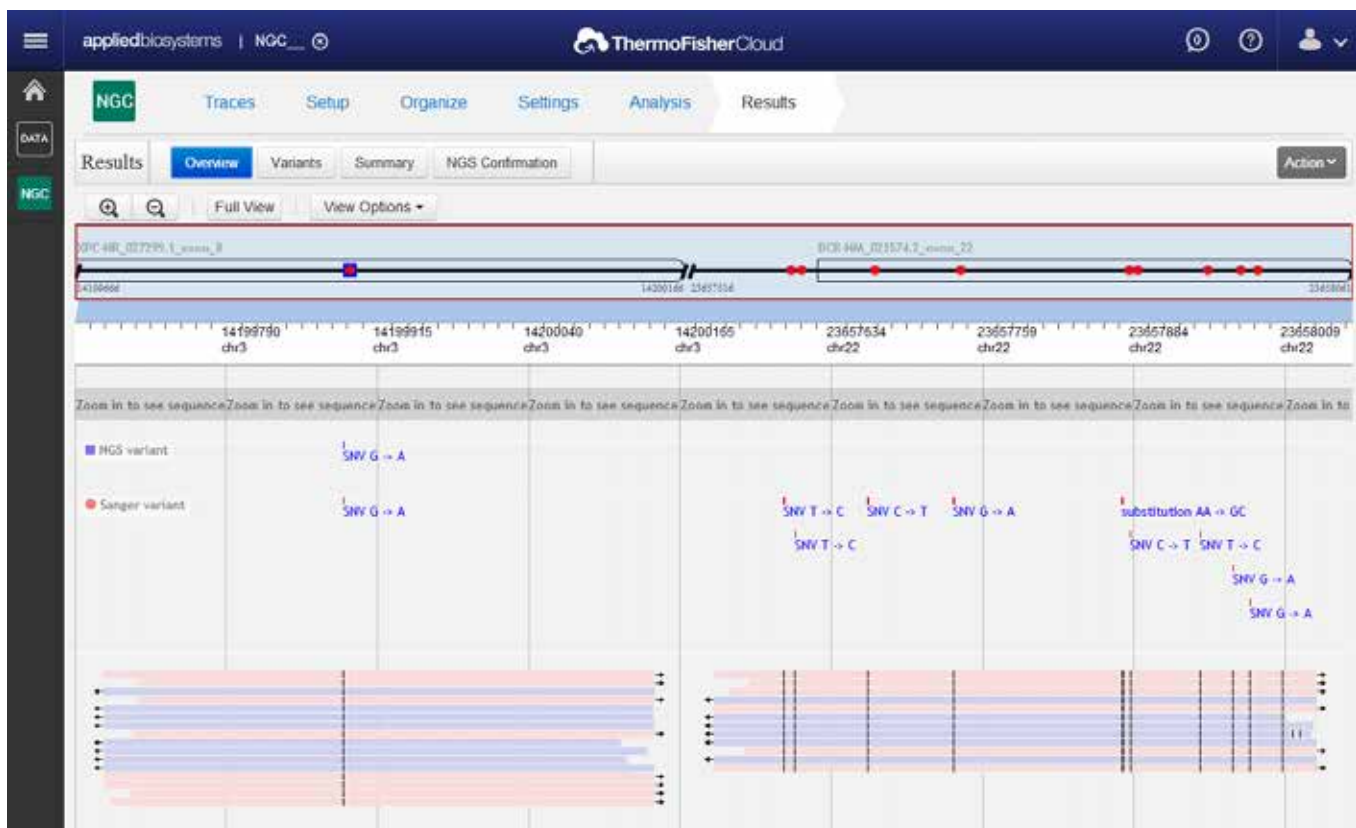 appliedbiosystems | NGC__ ThermoFisherCloud 0 ?
NGC Traces Setup Organize Settings Analysis Results
DATA
Results Overview Variants Summary NGS Confirmation Action
NGC
Full View View Options
14200166
14199790 14199915 14200040 14200165 23657634 23657759 23657884 23658009
chr3 chr3 chr3 chr3 chr22 chr22 chr22 chr22
Zoom in to see sequence Zoom in to see sequence Zoom in to see sequence Zoom in to see sequence Zoom in to see sequence Zoom in to see sequence Zoom in to see sequence Zoom in to see sequence Zoom in to
NGS variant SNV G -> A
Sanger variant SNV G -> A SNV T -> C SNV C -> T SNV G -> A substitution AA -> GC
SNV T -> C SNV C -> T SNV T -> C
SNV G -> A
SNV G -> A